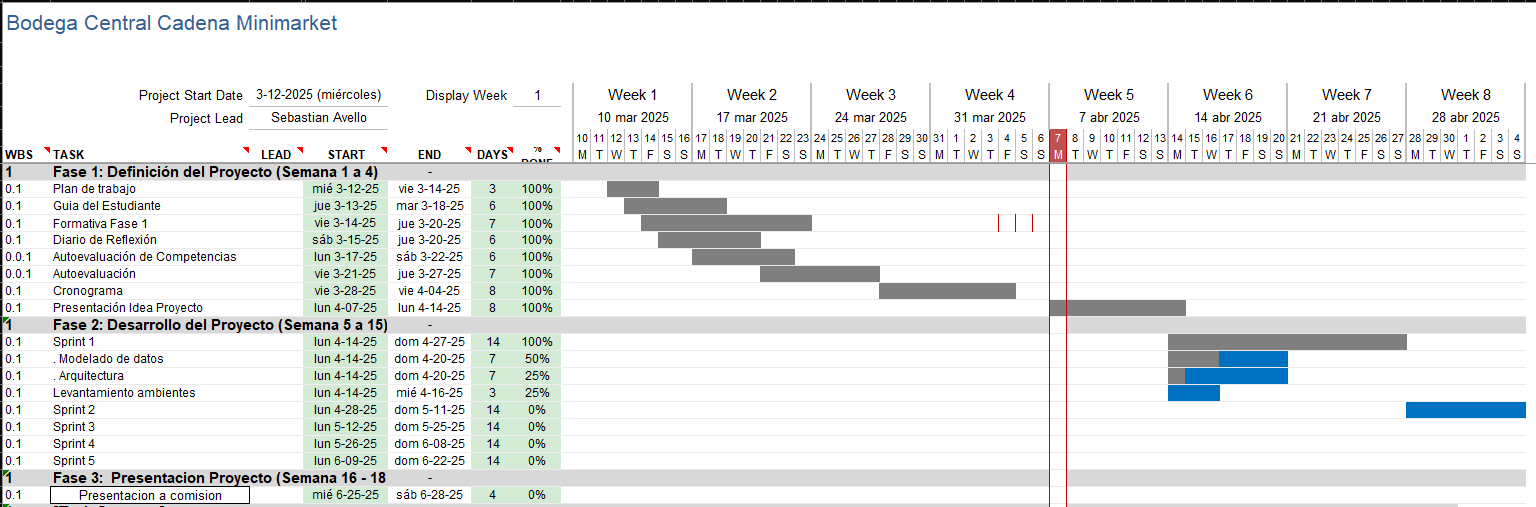 Bodega Central Cadena Minimarket
Project Start Date 3-12-2025 (miércoles) Display Week 1 Week 1 Week 2 Week 3 Week 4 Week 5 Week 6 Week 7 Week 8
Project Lead Sebastian Avello 10 mar 2025 17 mar 2025 24 mar 2025 31 mar 2025 7 abr 2025 14 abr 2025 21 abr 2025 28 abr 2025
10 11 12 13 14 15 16 17 18 19 20 21 22 23 24 25 26 27 28 29 30 31 1 2 3 4 5 6 7 8 9 10 11 12 13 14 15 16 17 18 19 20 21 22 23 24 25 26 27 28 29 30 1 2 3 4
WBS TASK LEAD START END DAYS % M T W T F S S M T W T F S S M T W T F S S M T W T F S S M T W T F S S M T W T F S S M T W T F S S M T W T F S S
1 Fase 1: Definición del Proyecto (Semana 1 a 4) -
0.1 Plan de trabajo mié 3-12-25 vie 3-14-25 3 100%
0.1 Guia del Estudiante jue 3-13-25 mar 3-18-25 6 100%
0.1 Formativa Fase 1 vie 3-14-25 jue 3-20-25 7 100%
0.1 Diario de Reflexión sáb 3-15-25 jue 3-20-25 6 100%
0.0.1 Autoevaluación de Competencias lun 3-17-25 sáb 3-22-25 6 100%
0.0.1 Autoevaluación vie 3-21-25 jue 3-27-25 7 100%
0.1 Cronograma vie 3-28-25 vie 4-04-25 8 100%
0.1 Presentación Idea Proyecto lun 4-07-25 lun 4-14-25 8 100%
1 Fase 2: Desarrollo del Proyecto (Semana 5 a 15) -
0.1 Sprint 1 lun 4-14-25 dom 4-27-25 14 100%
0.1 . Modelado de datos lun 4-14-25 dom 4-20-25 7 50%
0.1 . Arquitectura lun 4-14-25 dom 4-20-25 7 25%
0.1 Levantamiento ambientes lun 4-14-25 mié 4-16-25 3 25%
0.1 Sprint 2 lun 4-28-25 dom 5-11-25 14 0%
0.1 Sprint 3 lun 5-12-25 dom 5-25-25 14 0%
0.1 Sprint 4 lun 5-26-25 dom 6-08-25 14 0%
0.1 Sprint 5 lun 6-09-25 dom 6-22-25 14 0%
1 Fase 3: Presentacion Proyecto (Semana 16 - 18 -
0.1 Presentacion a comision mié 6-25-25 sáb 6-28-25 4 0%